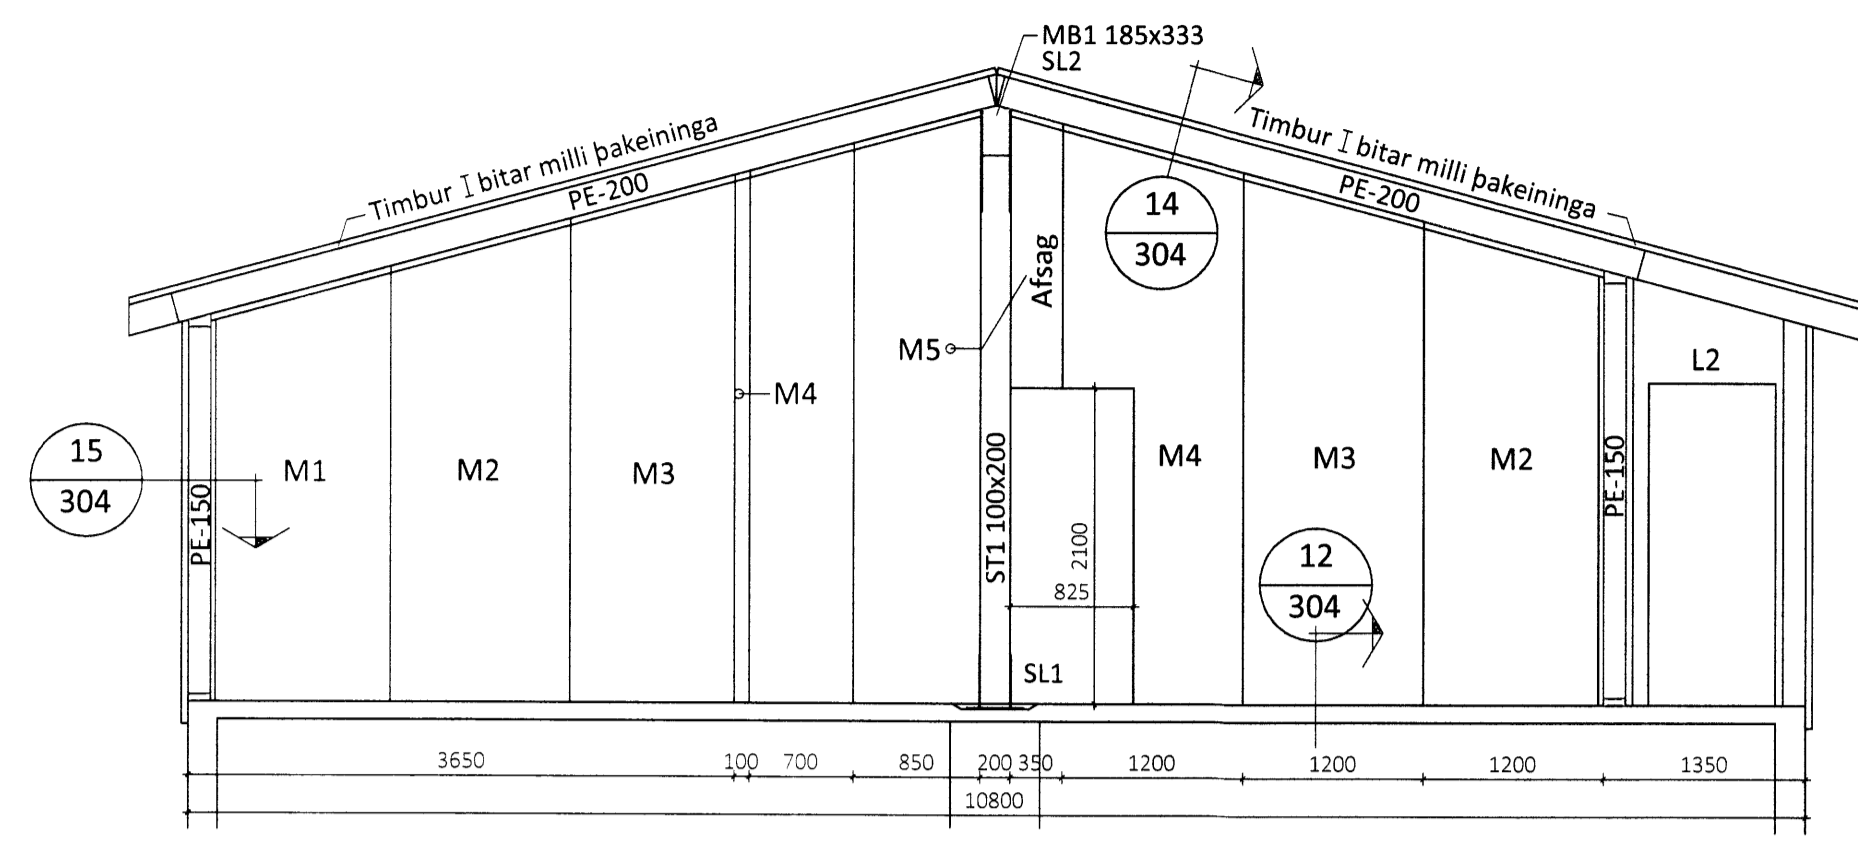 MB1 185x333
SL2
Timbur I bitar milli þakeininga
PE-200
Timbur I bitar milli þakeininga
PE-200
14
304
Afsag
M5
L2
M4
15
304
M1
M2
M3
PE-150
ST1 100x200
M4
M3
M2
PE-150
2100
825
12
304
SL1
3650
100
700
850
200
350
1200
1200
1200
1350
10800